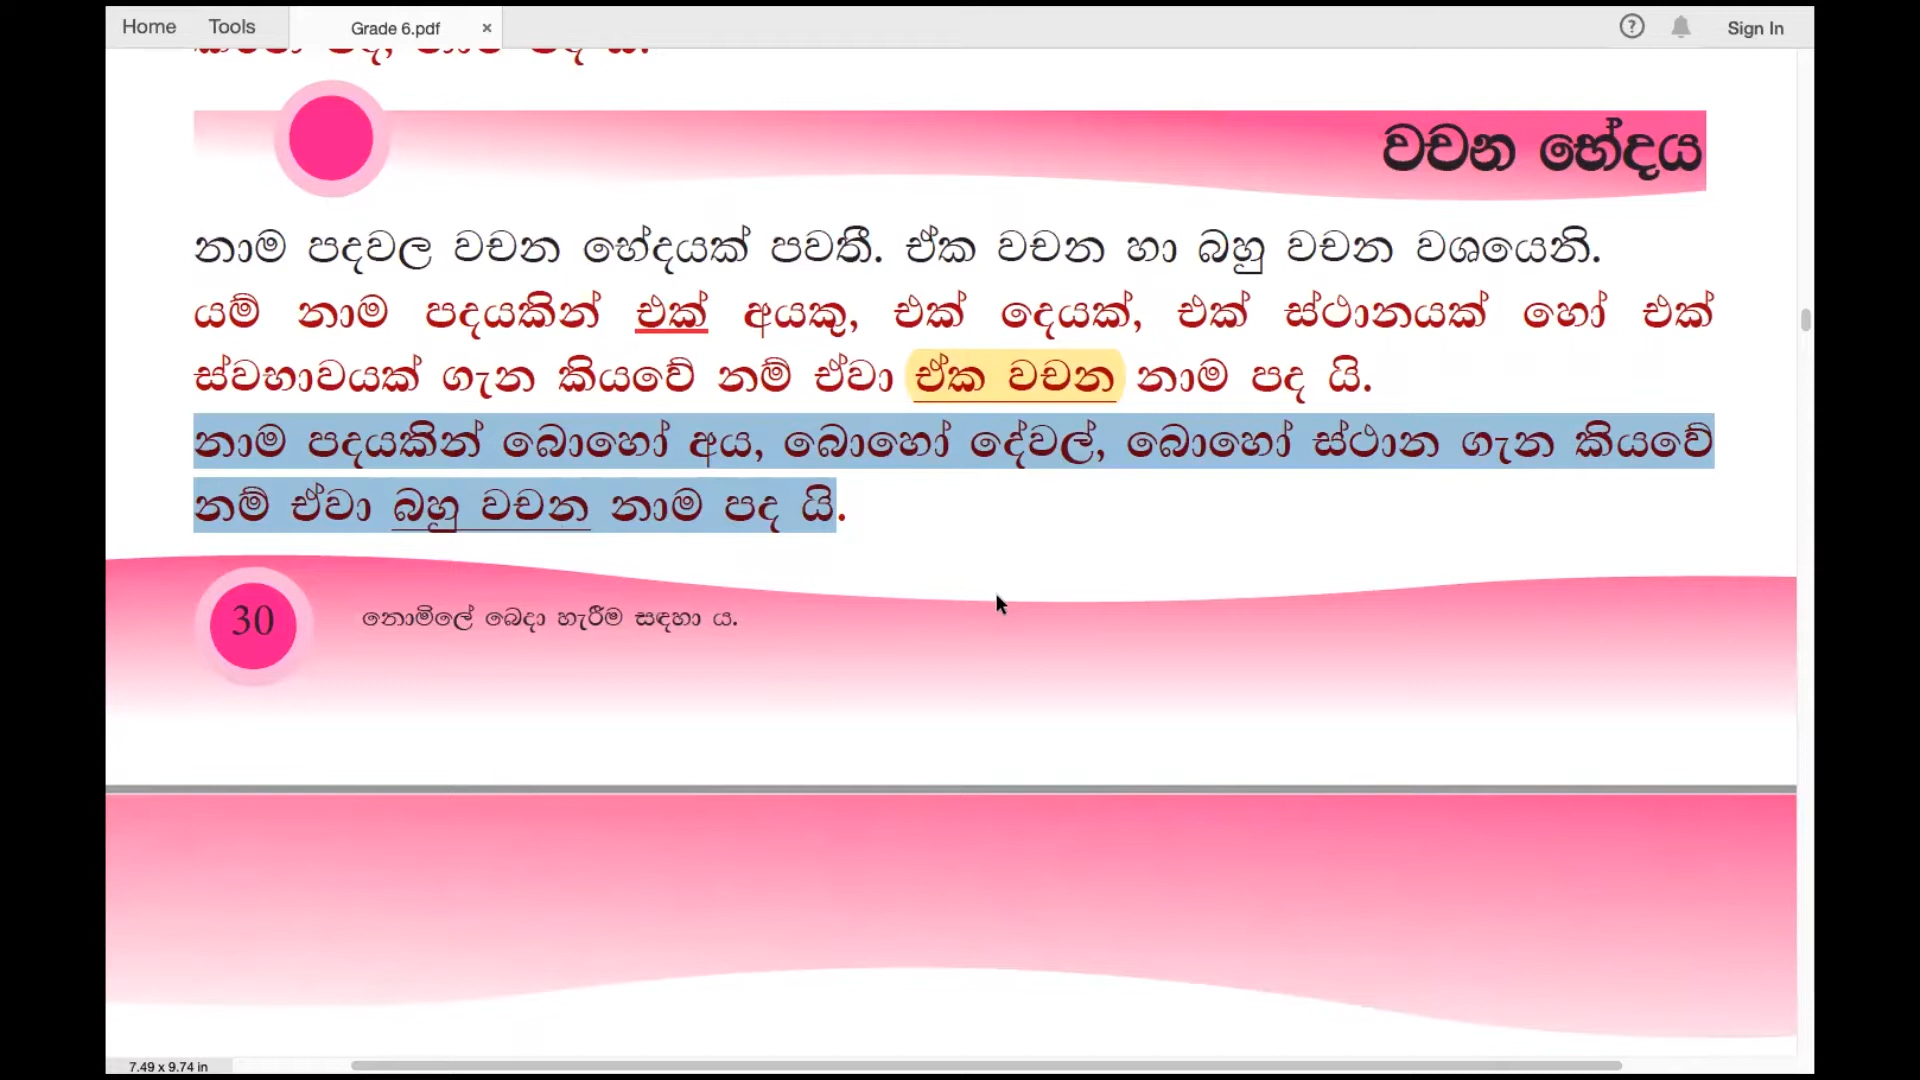 Home Tools Grade 6.pdf × Sign In
වචන භේදය
නාම පදවල වචන භේදයක් පවතී. ඒක වචන හා බහු වචන වශයෙනි.
යම් නාම පදයකින් එක් අයකු, එක් දෙයක්, එක් ස්ථානයක් හෝ එක්
ස්වභාවයක් ගැන කියවේ නම් ඒවා ඒක වචන නාම පද යි.
නාම පදයකින් බොහෝ අය, බොහෝ දේවල්, බොහෝ ස්ථාන ගැන කියවේ
නම් ඒවා බහු වචන නාම පද යි.
30 නොමිලේ බෙදා හැරීම සඳහා ය.
7.49 x 9.74 in